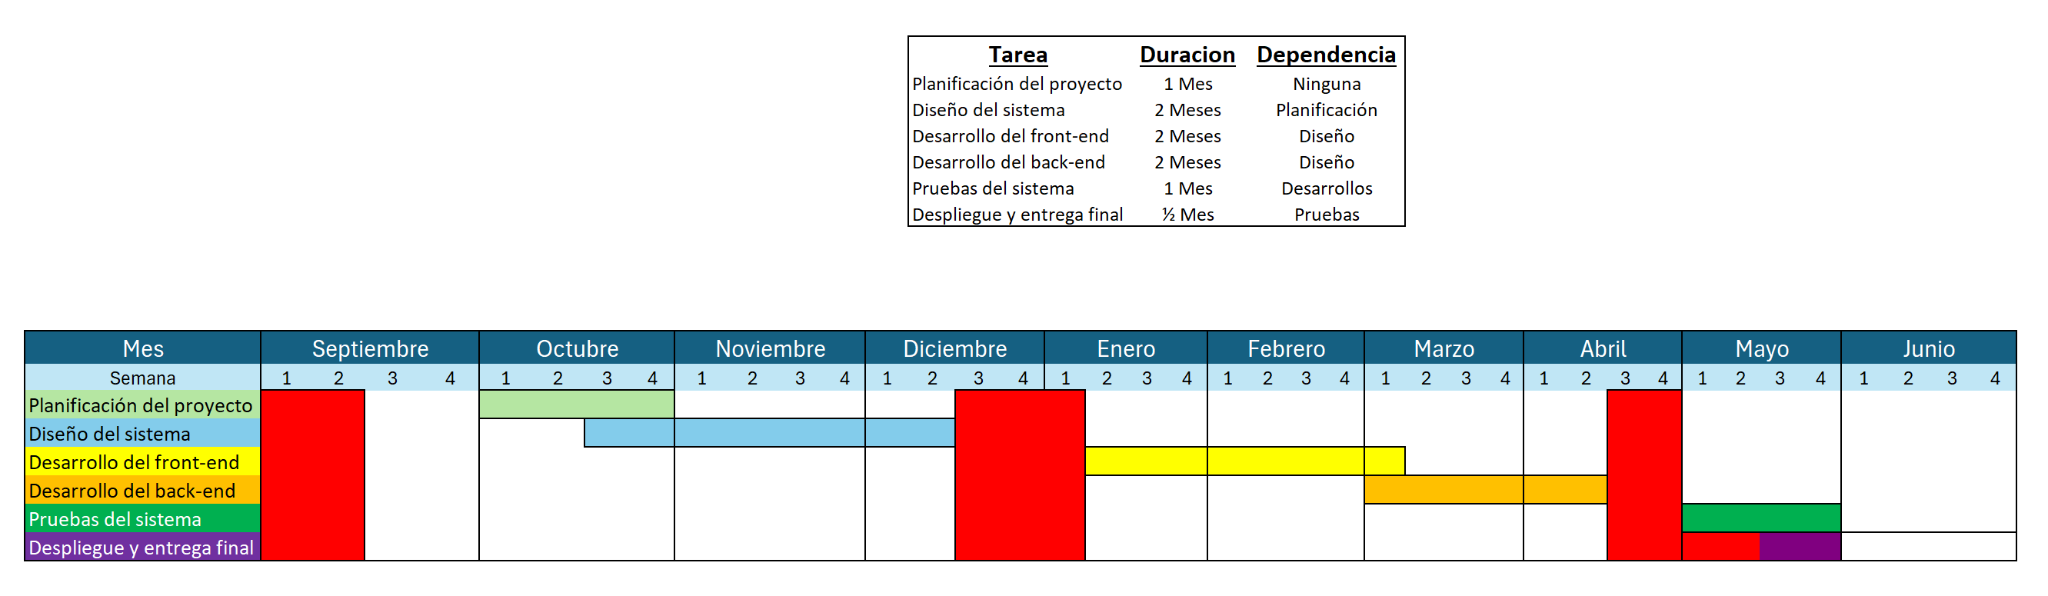 Tarea Duracion Dependencia
Planificación del proyecto 1 Mes Ninguna
Diseño del sistema 2 Meses Planificación
Desarrollo del front-end 2 Meses Diseño
Desarrollo del back-end 2 Meses Diseño
Pruebas del sistema 1 Mes Desarrollos
Despliegue y entrega final ½ Mes Pruebas
Mes Septiembre Octubre Noviembre Diciembre Enero Febrero Marzo Abril Mayo Junio
Semana 1 2 3 4 1 2 3 4 1 2 3 4 1 2 3 4 1 2 3 4 1 2 3 4 1 2 3 4 1 2 3 4 1 2 3 4 1 2 3 4
Planificación del proyecto
Diseño del sistema
Desarrollo del front-end
Desarrollo del back-end
Pruebas del sistema
Despliegue y entrega final